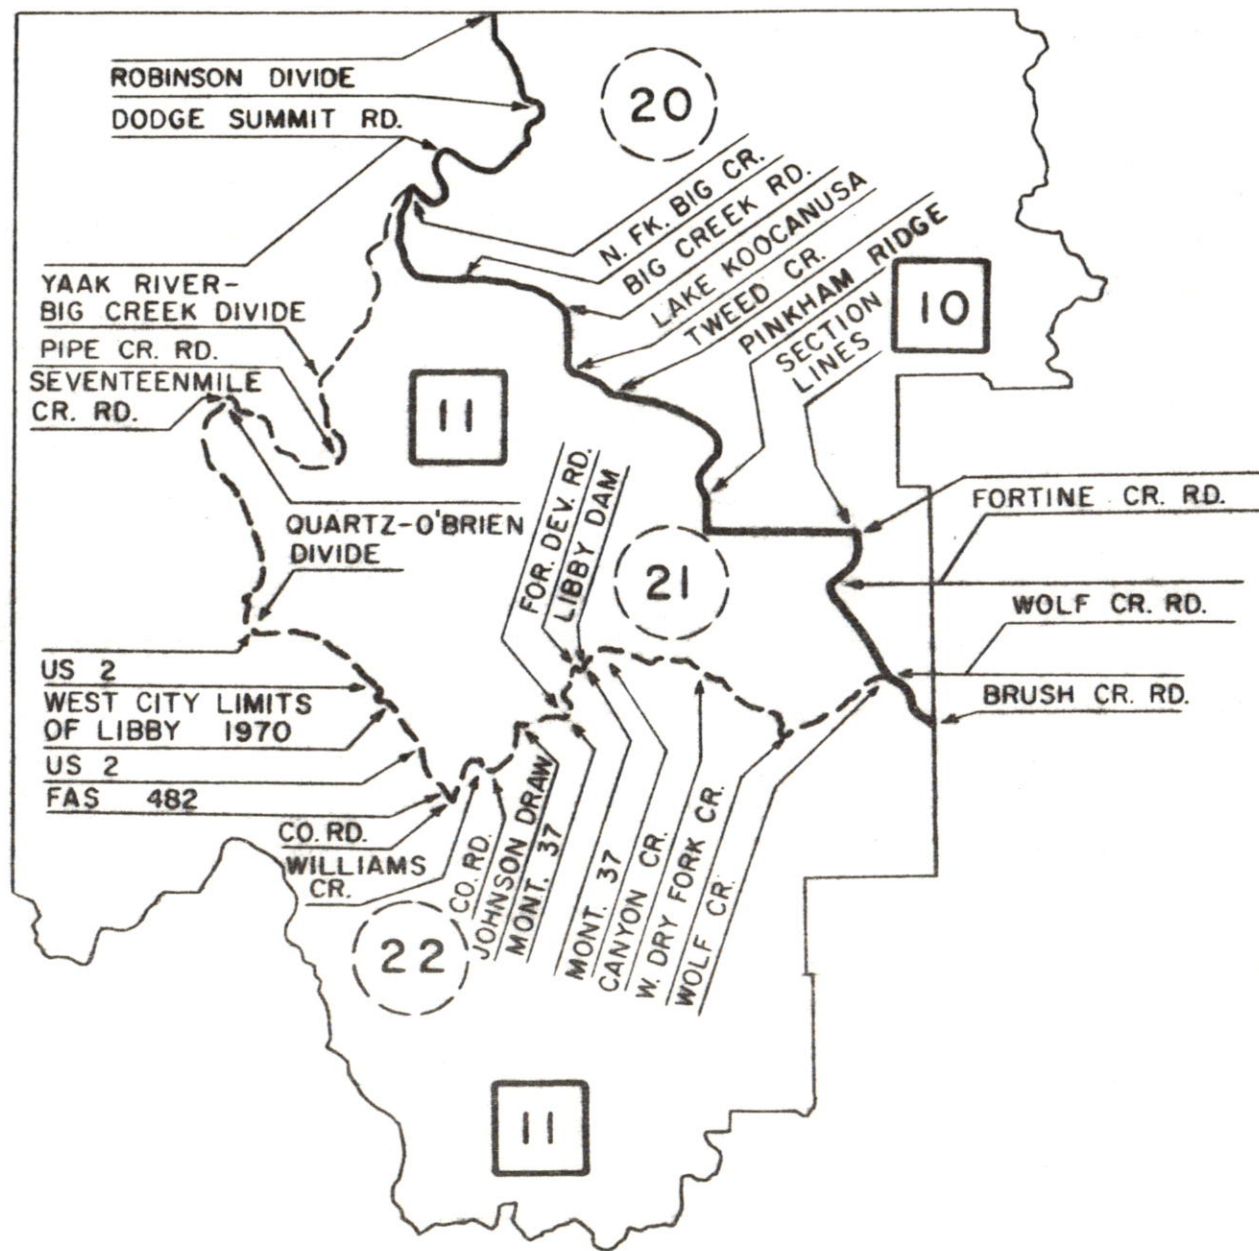 ROBINSON DIVIDE
DODGE SUMMIT RD.
20
N. FK. BIG CR.
BIG CREEK RD.
LAKE KOOCANUSA
TWEED CR.
PINKHAM RIDGE
SECTION
LINES
10
YAAK RIVER-
BIG CREEK DIVIDE
PIPE CR. RD.
SEVENTEENMILE
CR. RD.
11
QUARTZ-O'BRIEN
DIVIDE
FOR. DEV. RD.
LIBBY DAM
21
FORTINE CR. RD.
WOLF CR. RD.
BRUSH CR. RD.
US 2
WEST CITY LIMITS
OF LIBBY 1970
US 2
FAS 482
CO. RD.
WILLIAMS
CR.
CO. RD.
JOHNSON DRAW
MONT. 37
MONT. 37
CANYON CR.
W. DRY FORK CR.
WOLF CR.
22
11